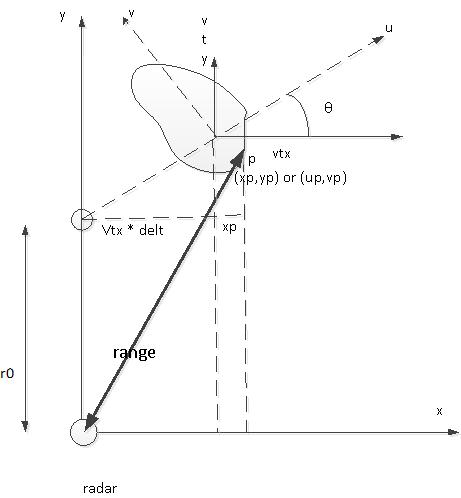 y
v
v
t
y
u
θ
p
vtx
(xp,yp) or (up,vp)
Vtx * delt
xp
range
r0
x
radar